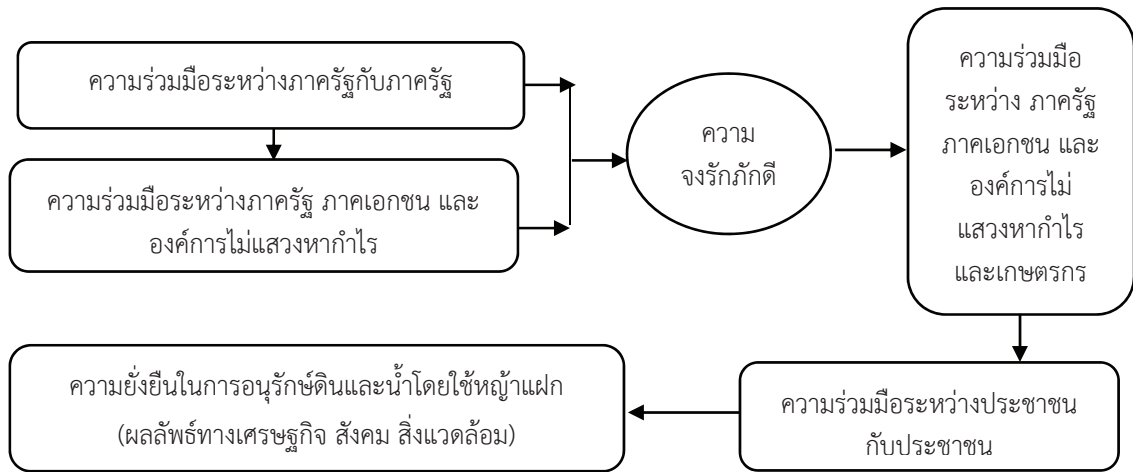 ความร่วมมือระหว่างภาครัฐกับภาครัฐ
ความร่วมมือระหว่างภาครัฐ ภาคเอกชน และ
องค์การไม่แสวงหากำไร
ความ
จงรักภักดี
ความร่วมมือ
ระหว่าง ภาครัฐ
ภาคเอกชน และ
องค์การไม่
แสวงหากำไร
และเกษตรกร
ความร่วมมือระหว่างประชาชน
กับประชาชน
ความยั่งยืนในการอนุรักษ์ดินและน้ำโดยใช้หญ้าแฝก
(ผลลัพธ์ทางเศรษฐกิจ สังคม สิ่งแวดล้อม)